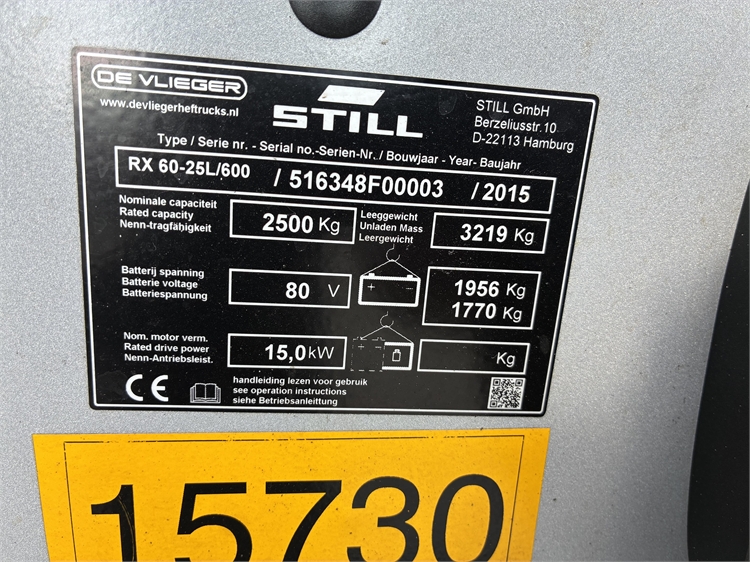 DE VLIEGER
www.devliegerheftrucks.nl
STILL
STILL GmbH
Berzeliusstr.10
D-22113 Hamburg
Type / Serie nr. - Serial no.-Serien-Nr./ Bouwjaar - Year- Baujahr
RX 60-25L/600 / 516348F00003 / 2015
Nominale capaciteit
Rated capacity
Nenn-tragfähigkeit
2500 Kg
Leeggewicht
Unladen Mass
Leergewicht
3219 Kg
Batterij spanning
Batterie voltage
Batteriespannung
80 V
+ -
1956 Kg
1770 Kg
Nom. motor verm.
Rated drive power
Nenn-Antriebsleist.
15,0kW
Kg
CE
handleiding lezen voor gebruik
see operation instructions
siehe Betriebsanleitung
15730